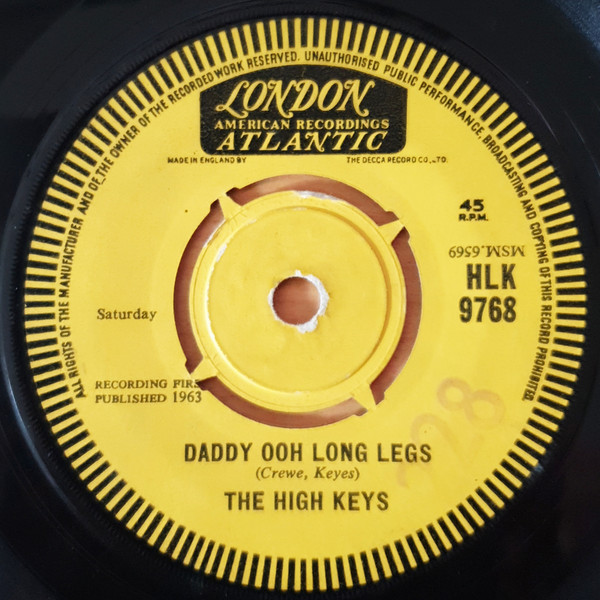 ALL RIGHTS OF THE MANUFACTURER AND OF THE OWNER OF THE RECORDED WORK RESERVED. UNAUTHORISED PUBLIC PERFORMANCE, BROADCASTING AND COPYING OF THIS RECORD PROHIBITED.
LONDON
AMERICAN RECORDINGS
ATLANTIC
MADE IN ENGLAND BY THE DECCA RECORD CO., LTD.
45
R.P.M.
MSM.6569
HLK
9768
Saturday
RECORDING FIRST
PUBLISHED 1963
28
DADDY OOH LONG LEGS
(Crewe, Keyes)
THE HIGH KEYS